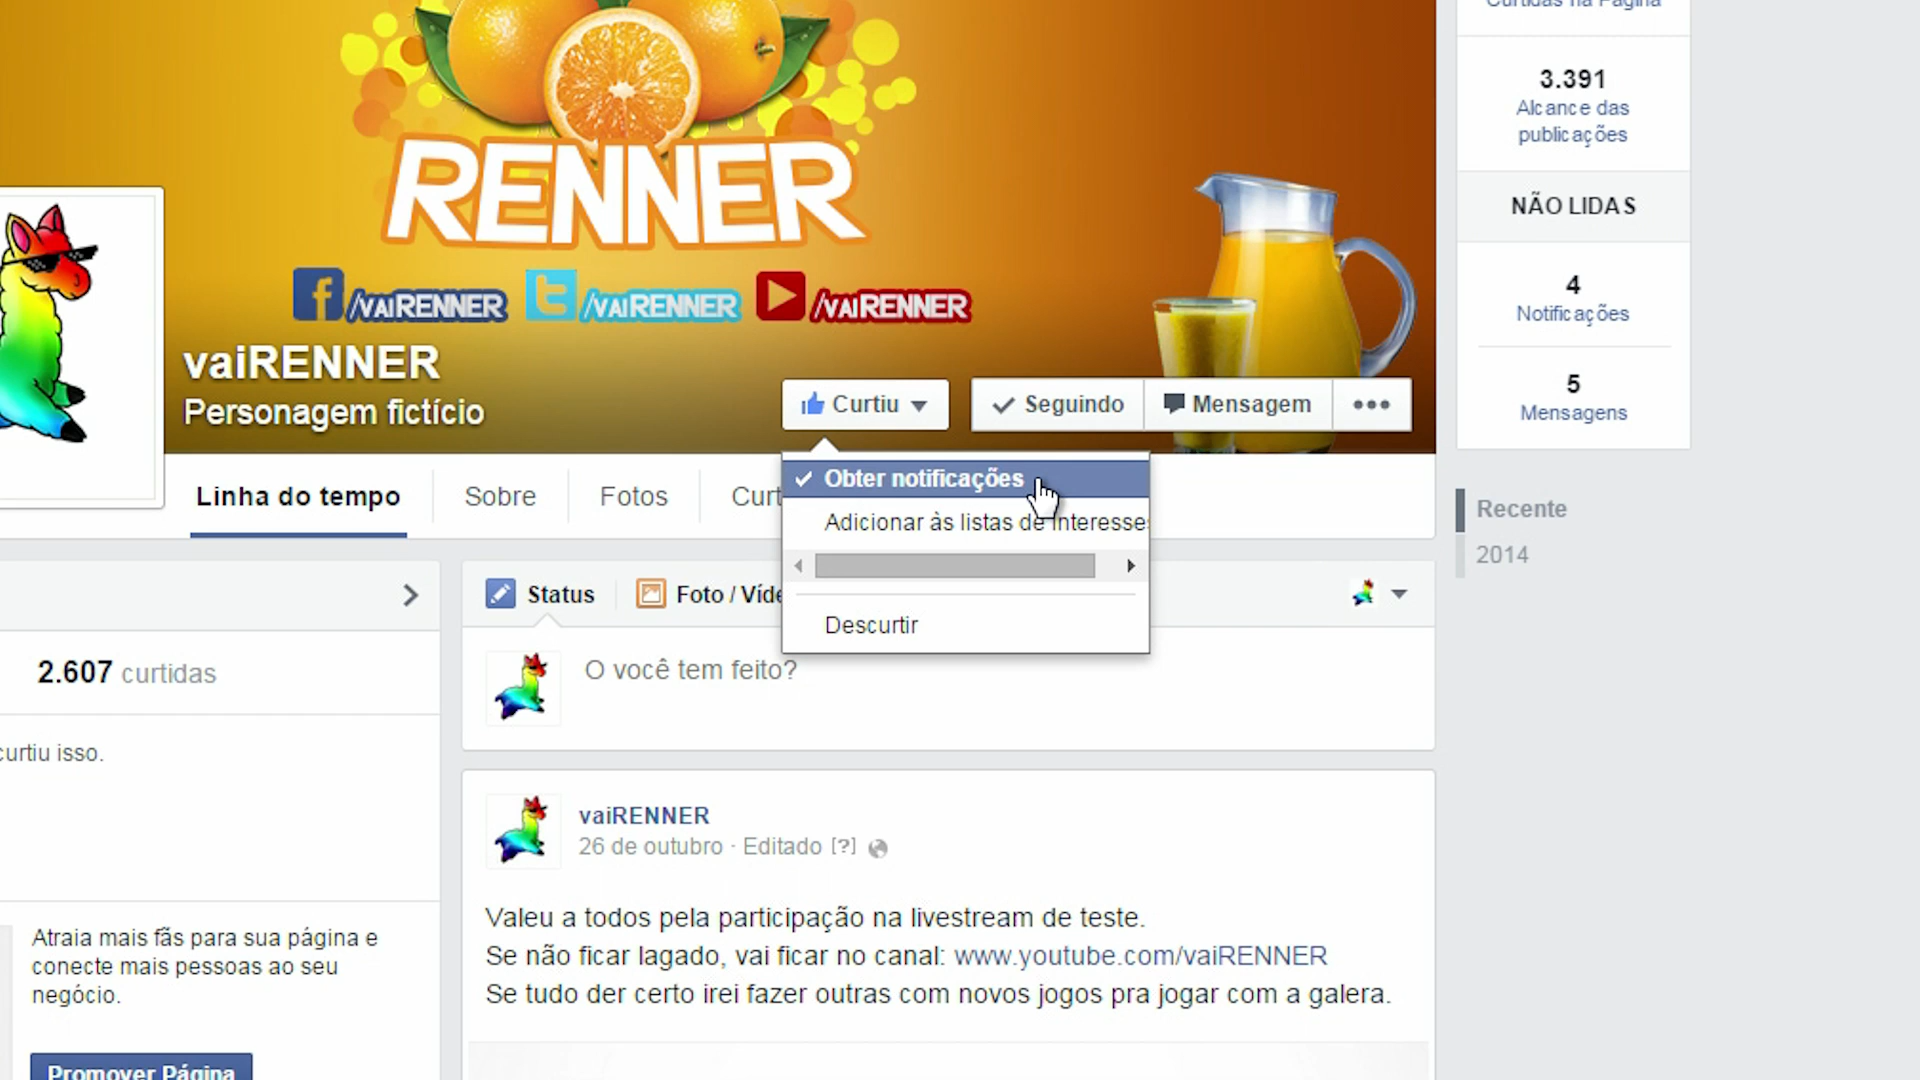 Curtidas na Página
3.391
Alcance das
publicações
NÃO LIDAS
4
Notificações
5
Mensagens
RENNER
f /vaiRENNER t /vaiRENNER /vaiRENNER
vaiRENNER
Personagem fictício
Curtiu Seguindo Mensagem •••
Obter notificações
Adicionar às listas de interesses
Descurtir
Linha do tempo Sobre Fotos Curt
Recente
2014
Status Foto / Víde
O você tem feito?
2.607 curtidas
curtiu isso.
vaiRENNER
26 de outubro · Editado [?]
Valeu a todos pela participação na livestream de teste.
Se não ficar lagado, vai ficar no canal: www.youtube.com/vaiRENNER
Se tudo der certo irei fazer outras com novos jogos pra jogar com a galera.
Atraia mais fãs para sua página e
conecte mais pessoas ao seu
negócio.
Promover Página